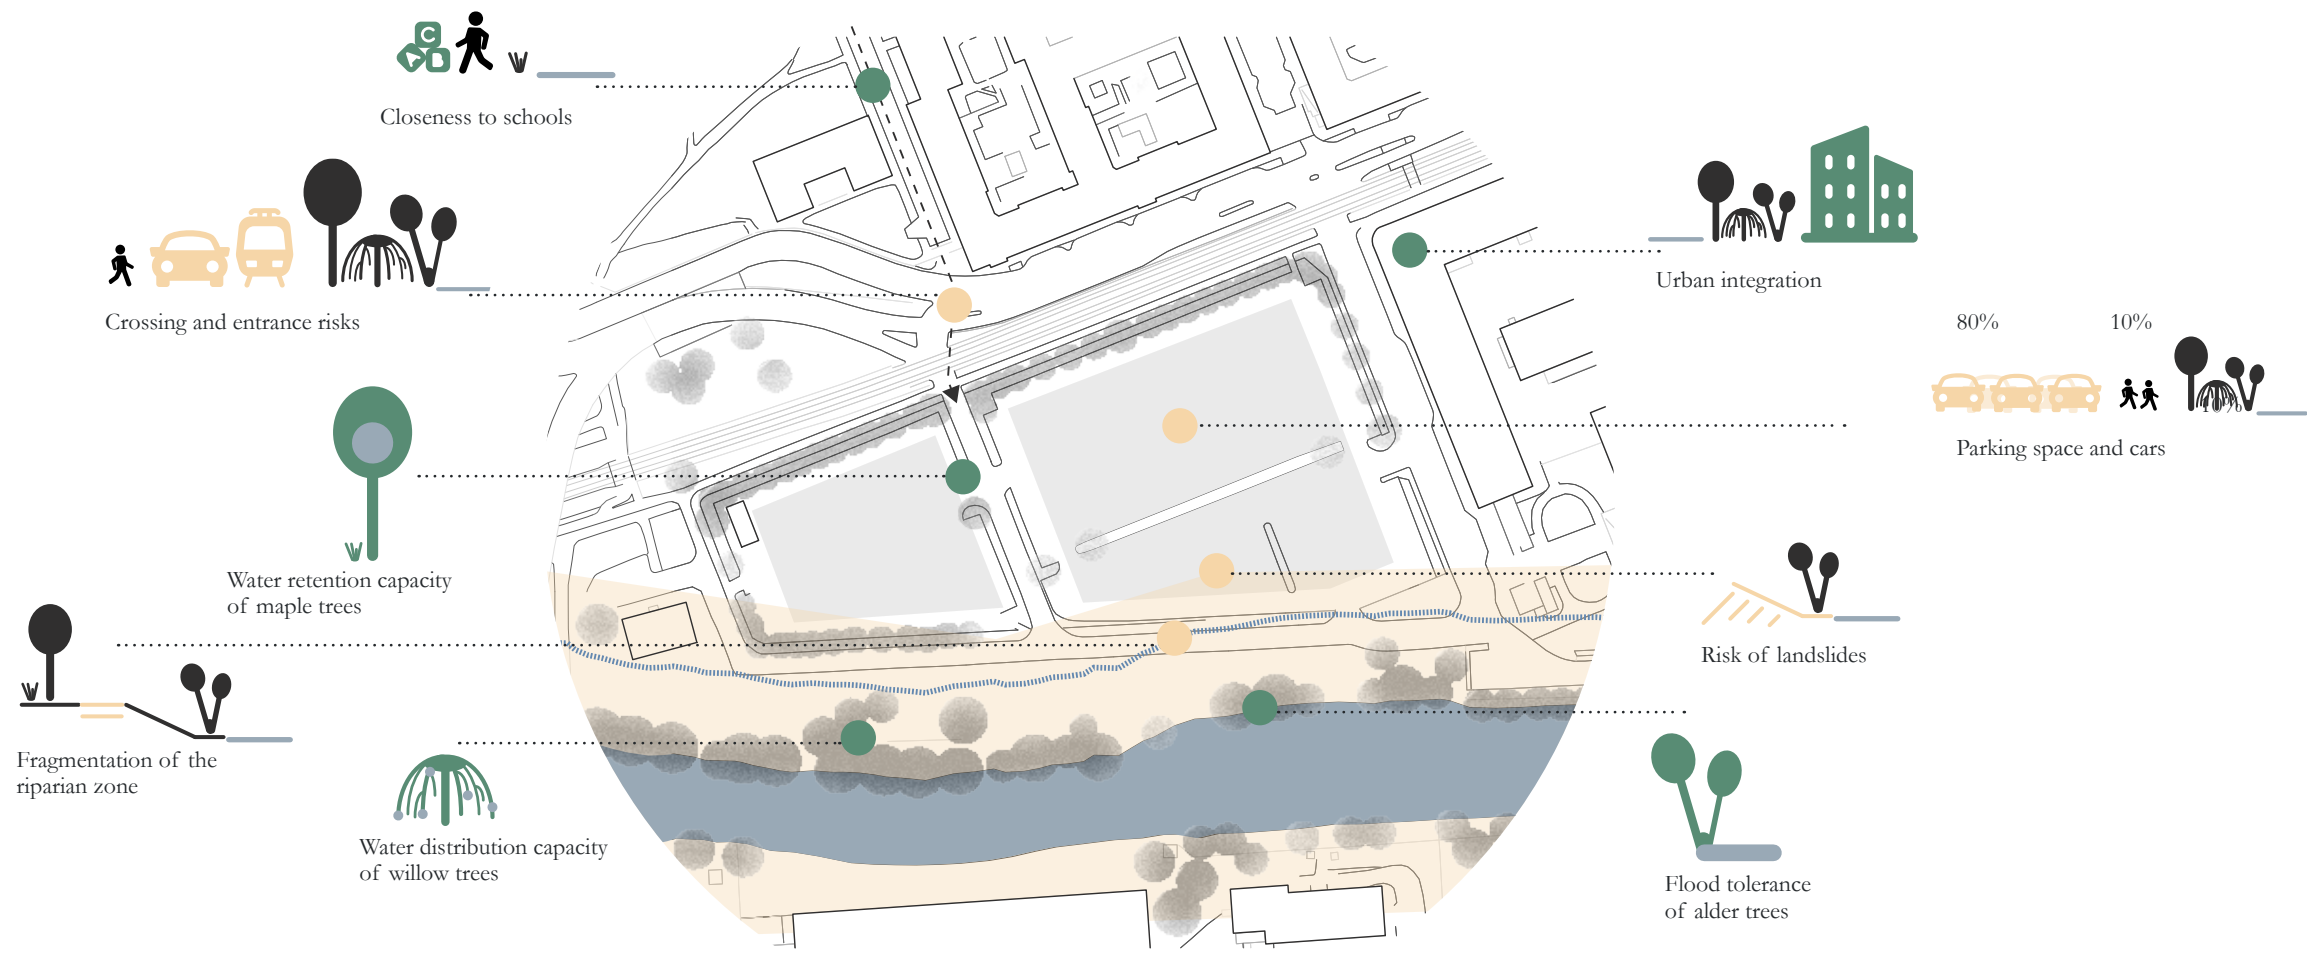 C
A
B
Closeness to schools
Crossing and entrance risks
Urban integration
80%
10%
10%
Parking space and cars
Water retention capacity
of maple trees
Risk of landslides
Fragmentation of the
riparian zone
Water distribution capacity
of willow trees
Flood tolerance
of alder trees